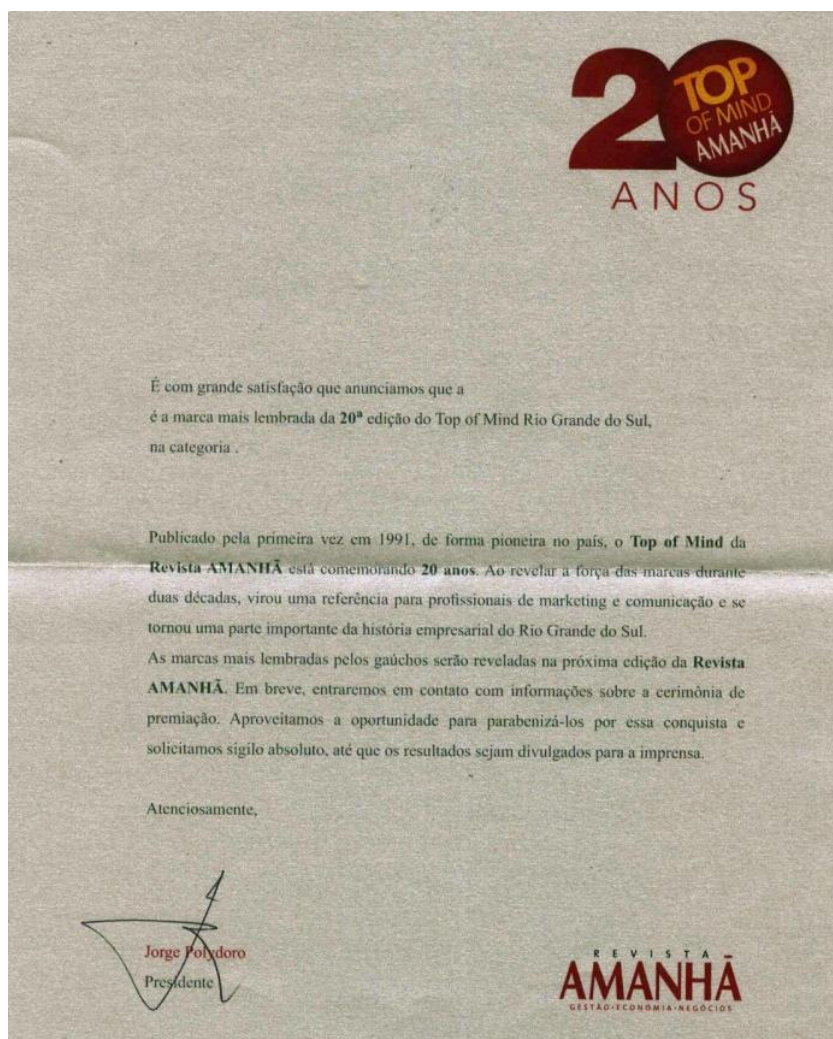 20 TOP
OF MIND
AMANHÃ
ANOS
É com grande satisfação que anunciamos que a
é a marca mais lembrada da 20ª edição do Top of Mind Rio Grande do Sul,
na categoria .
Publicado pela primeira vez em 1991, de forma pioneira no país, o Top of Mind da
Revista AMANHÃ está comemorando 20 anos. Ao revelar a força das marcas durante
duas décadas, virou uma referência para profissionais de marketing e comunicação e se
tornou uma parte importante da história empresarial do Rio Grande do Sul.
As marcas mais lembradas pelos gaúchos serão reveladas na próxima edição da Revista
AMANHÃ. Em breve, entraremos em contato com informações sobre a cerimônia de
premiação. Aproveitamos a oportunidade para parabenizá-los por essa conquista e
solicitamos sigilo absoluto, até que os resultados sejam divulgados para a imprensa.
Atenciosamente,
Jorge Polydoro
Presidente
REVISTA
AMANHÃ
GESTÃO•ECONOMIA•NEGÓCIOS